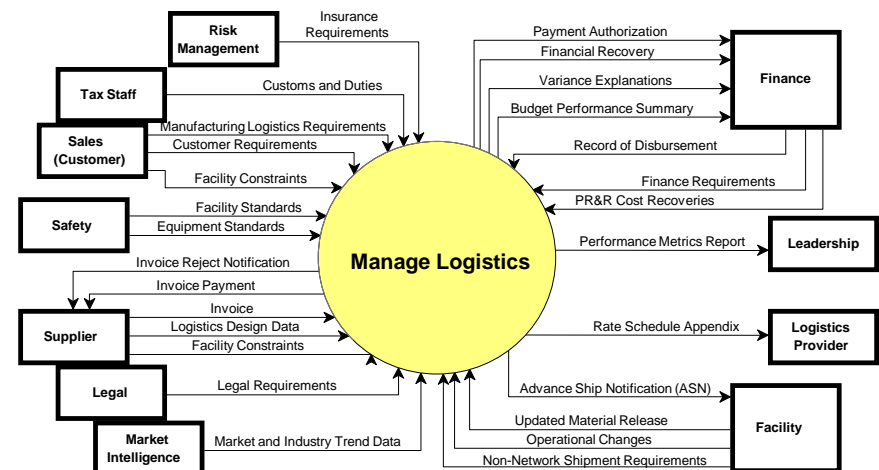 Risk
Management
Insurance
Requirements
Tax Staff
Customs and Duties
Sales
(Customer)
Manufacturing Logistics Requirements
Customer Requirements
Facility Constraints
Safety
Facility Standards
Equipment Standards
Invoice Reject Notification
Invoice Payment
Supplier
Invoice
Logistics Design Data
Facility Constraints
Legal
Legal Requirements
Market
Intelligence
Market and Industry Trend Data
Manage Logistics
Payment Authorization
Financial Recovery
Variance Explanations
Budget Performance Summary
Finance
Record of Disbursement
Finance Requirements
PR&R Cost Recoveries
Performance Metrics Report
Leadership
Rate Schedule Appendix
Logistics
Provider
Advance Ship Notification (ASN)
Updated Material Release
Operational Changes
Non-Network Shipment Requirements
Facility